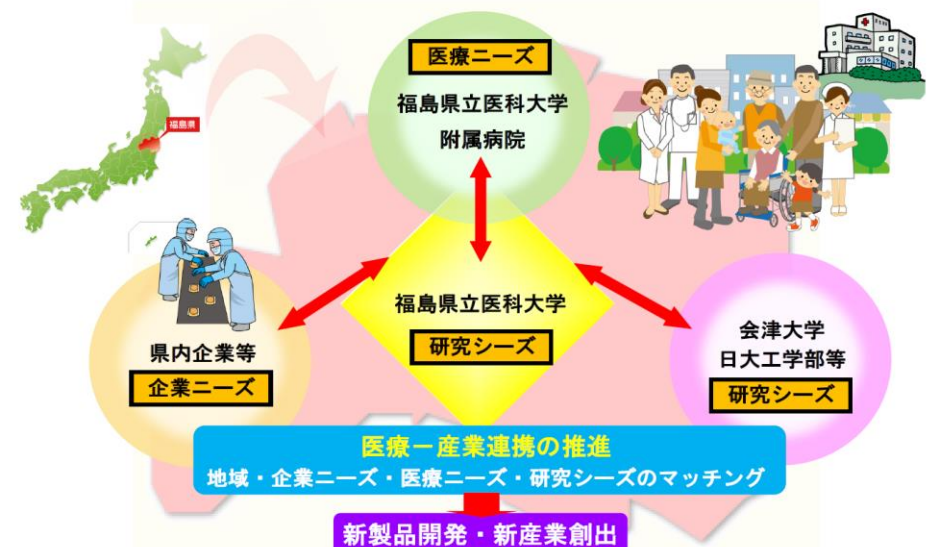 医療ニーズ
福島県立医科大学
附属病院
福島県
福島県立医科大学
研究シーズ
県内企業等
企業ニーズ
会津大学
日大工学部等
研究シーズ
医療－産業連携の推進
地域・企業ニーズ・医療ニーズ・研究シーズのマッチング
新製品開発・新産業創出